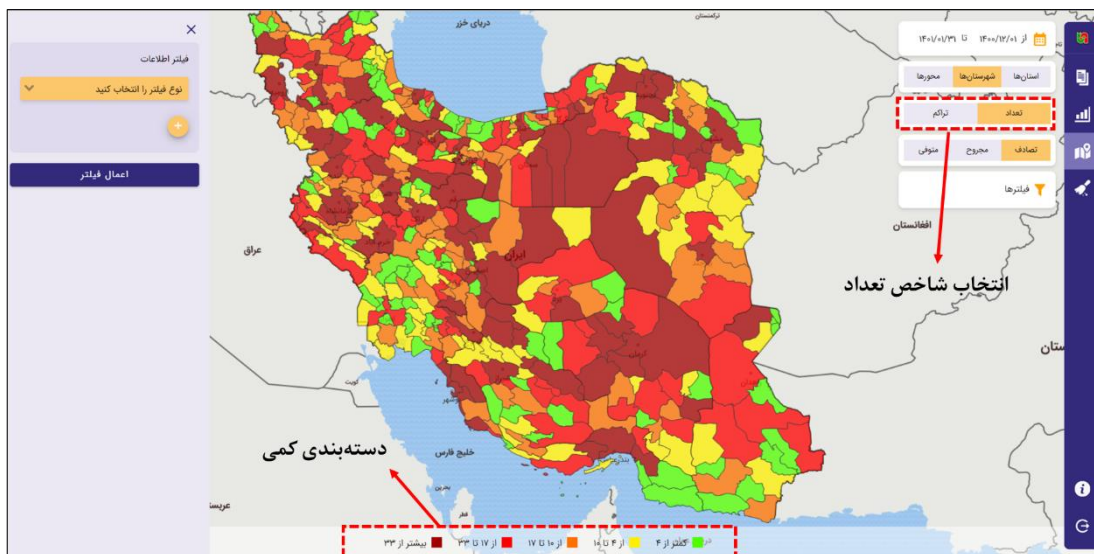 فیلتر اطلاعات
نوع فیلتر را انتخاب کنید
اعمال فیلتر
از ۱۴۰۰/۱۲/۰۱ تا ۱۴۰۱/۰۱/۳۱
استان‌ها شهرستان‌ها محورها
تعداد تراکم
تصادف مجروح متوفی
فیلترها
انتخاب شاخص تعداد
دسته‌بندی کمی
دریای خزر
ترکمنستان
افغانستان
عراق
ایران
کویت
خلیج فارس
بحرین
قطر
کرمان
کمتر از ۴ از ۴ تا ۱۰ از ۱۰ تا ۱۷ از ۱۷ تا ۳۳ بیشتر از ۳۳